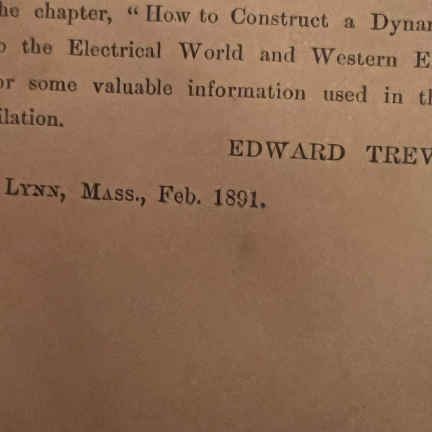 he chapter, “ How to Construct a Dynam
o the Electrical World and Western E
or some valuable information used in th
ilation.
EDWARD TREV
LYNN, MASS., Feb. 1891.